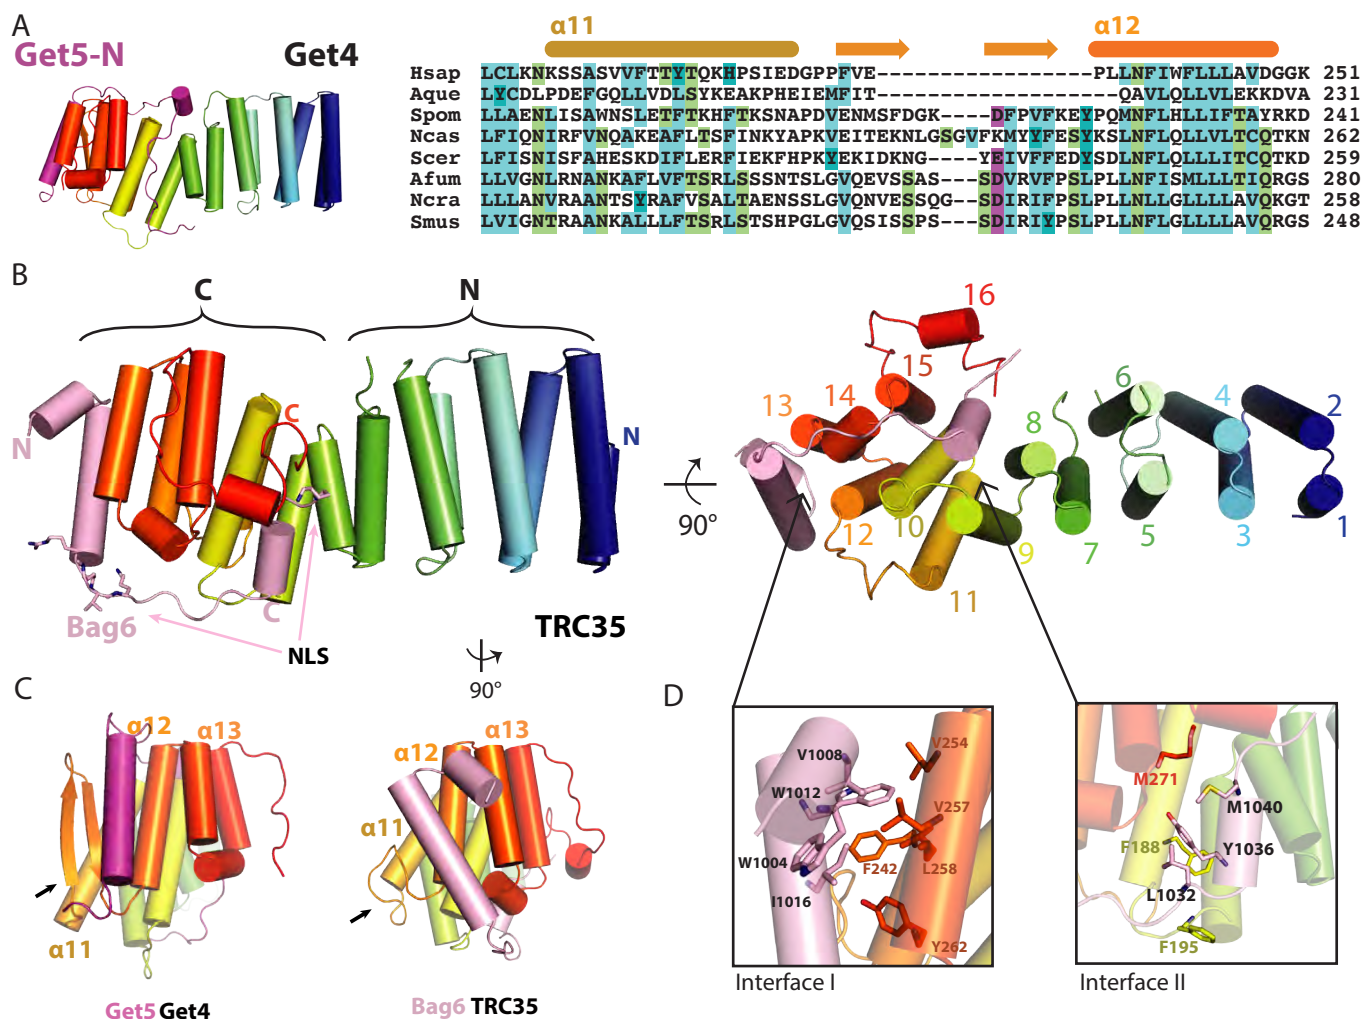 A
Get5-N
Get4
α11
α12
Hsap LCLKNKSSASVVFTTYTQKHPSIEDGPPFVE-----------------PLLNFIWFLLLAVDGGK 251
Aque LYCDLPDEFGQLLVDLSYKEAKPHEIEMFIT-----------------QAVLQLLVLEKKDVA 231
Spom LLAENLISAWNSLETFTKHFTKSNAPDVENMSFDGK---DFPVFKEYPQMNFLHLLIFTAYRKD 241
Ncas LFIQNIRFVNQAKEAFLTSFINKYAPKVEITEKNLGSGVFKMYYFESYKSLNFLQLLVLTCQTKN 262
Scer LFISNISFAHESKDIFLERFIEKFHPKYEKIDKNG----YEIVFFEDYSDLNFLQLLLITCQTKD 259
Afum LLVGNLRNANKAFLVFTSRLSSSNTSLGVQEVSSAS---SDVRVFPSLPLLNFISMLLLTIQRGS 280
Ncra LLLANVRAANTSYRAFVSALTAENSSLGVQNVESSQG--SDIRIFPSLPLLNFLGLLLLAVQKGT 258
Smus LVIGNTRAANKALLLFTSRLSTSHPGLGVQSISSPS---SDIRIYPSLPLLNLLGLLLLAVQRGS 248
B
C
N
N
C
N
C
Bag6
NLS
TRC35
90°
16
15
14
13
12
10
11
9
8
7
6
5
4
3
2
1
C
90°
α12
α13
α11
Get5 Get4
α12
α13
α11
Bag6 TRC35
D
V1008
W1012
W1004
I1016
V254
V257
F242
L258
Y262
Interface I
M271
M1040
F188
Y1036
L1032
F195
Interface II